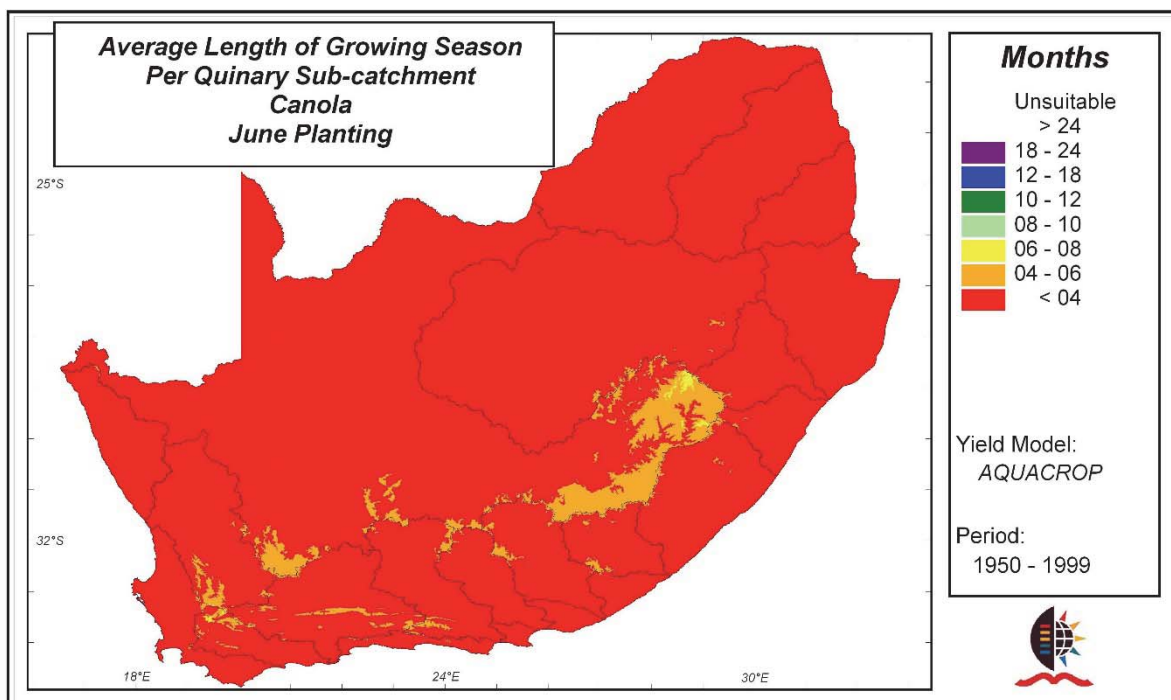 Average Length of Growing Season
Per Quinary Sub-catchment
Canola
June Planting
25°S
32°S
18°E
24°E
30°E
Months
Unsuitable
> 24
18 - 24
12 - 18
10 - 12
08 - 10
06 - 08
04 - 06
< 04
Yield Model:
AQUACROP
Period:
1950 - 1999